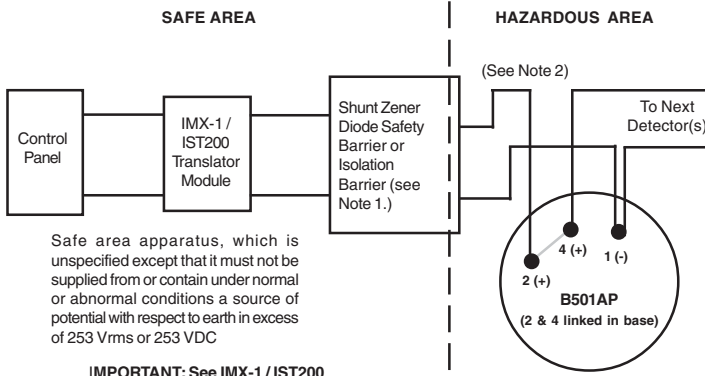 SAFE AREA
HAZARDOUS AREA
Control
Panel
IMX-1 /
IST200
Translator
Module
Shunt Zener
Diode Safety
Barrier or
Isolation
Barrier (see
Note 1.)
(See Note 2)
To Next
Detector(s)
2 (+)
4 (+)
1 (-)
B501AP
(2 & 4 linked in base)
Safe area apparatus, which is
unspecified except that it must not be
supplied from or contain under normal
or abnormal conditions a source of
potential with respect to earth in excess
of 253 Vrms or 253 VDC
IMPORTANT: See IMX-1 / IST200